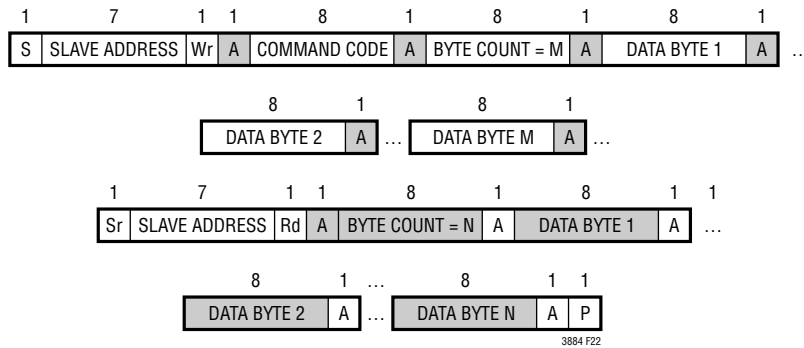 1 7 1 1 8 1 8 1 8 1
S SLAVE ADDRESS Wr A COMMAND CODE A BYTE COUNT = M A DATA BYTE 1 A ..
8 1 8 1
DATA BYTE 2 A … DATA BYTE M A …
1 7 1 1 8 1 8 1 1
Sr SLAVE ADDRESS Rd A BYTE COUNT = N A DATA BYTE 1 A …
8 1 … 8 1 1
DATA BYTE 2 A … DATA BYTE N A P
3884 F22